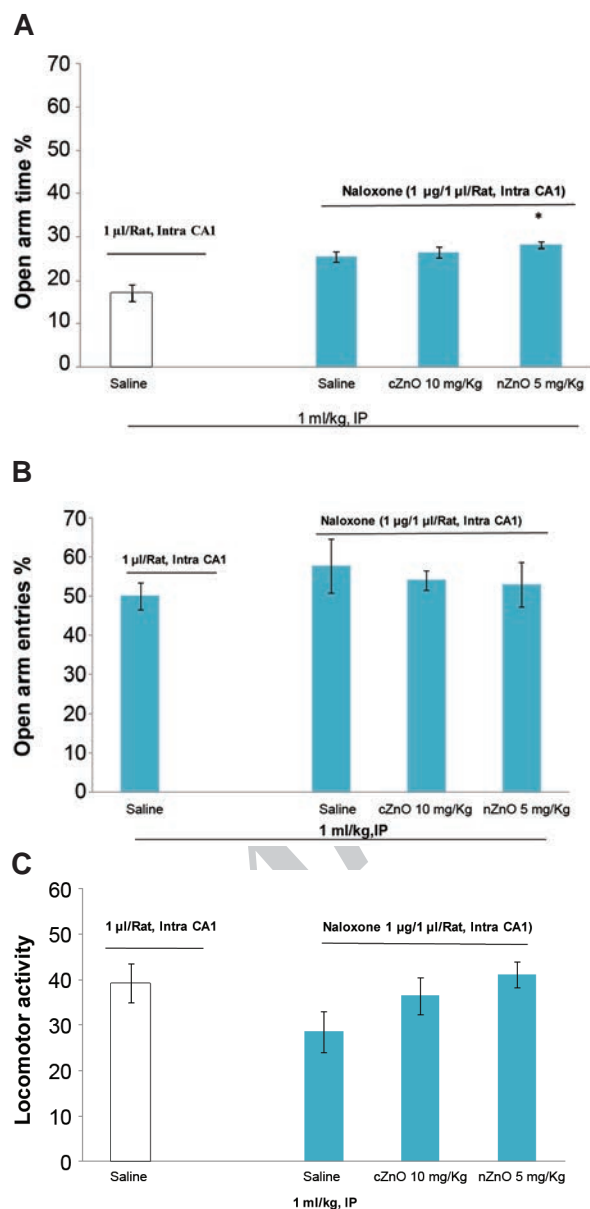 A
Open arm time %
70
60
50
40
30
20
10
0
1 µl/Rat, Intra CA1
Naloxone (1 µg/1 µl/Rat, Intra CA1)
*
Saline
Saline
cZnO 10 mg/Kg
nZnO 5 mg/Kg
1 ml/kg, IP
B
Open arm entries %
70
60
50
40
30
20
10
0
1 µl/Rat, Intra CA1
Naloxone (1 µg/1 µl/Rat, Intra CA1)
Saline
Saline
cZnO 10 mg/Kg
nZnO 5 mg/Kg
1 ml/kg,IP
C
Locomotor activity
60
50
40
30
20
10
0
1 µl/Rat, Intra CA1
Naloxone 1 µg/1 µl/Rat, Intra CA1)
Saline
Saline
cZnO 10 mg/Kg
nZnO 5 mg/Kg
1 ml/kg, IP